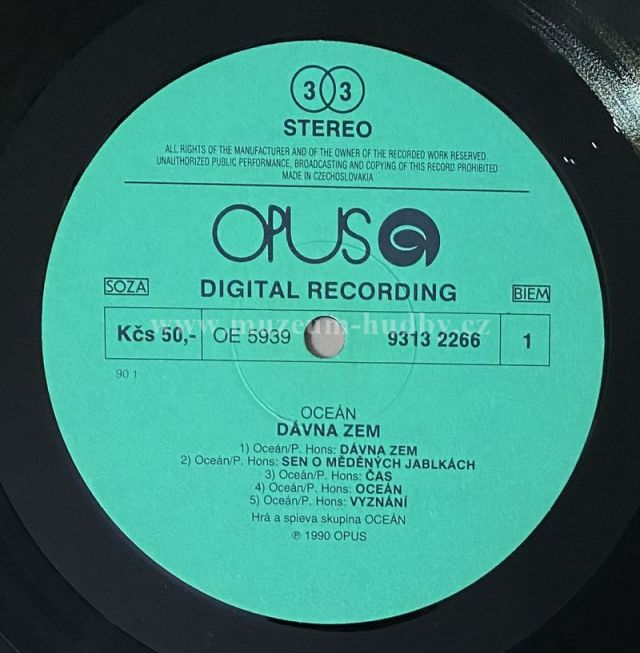 33
STEREO
ALL RIGHTS OF THE MANUFACTURER AND OF THE OWNER OF THE RECORDED WORK RESERVED.
UNAUTHORIZED PUBLIC PERFORMANCE, BROADCASTING AND COPYING OF THIS RECORD PROHIBITED
MADE IN CZECHOSLOVAKIA
OPUS
SOZA DIGITAL RECORDING BIEM
www.muzeum-hudby.cz
Kčs 50,- OE 5939 9313 2266 1
90 1
OCEÁN
DÁVNA ZEM
1) Oceán/P. Hons: DÁVNA ZEM
2) Oceán/P. Hons: SEN O MĚDĚNÝCH JABLKÁCH
3) Oceán/P. Hons: ČAS
4) Oceán/P. Hons: OCEÁN
5) Oceán/P. Hons: VYZNÁNÍ
Hrá a spieva skupina OCEÁN
℗ 1990 OPUS